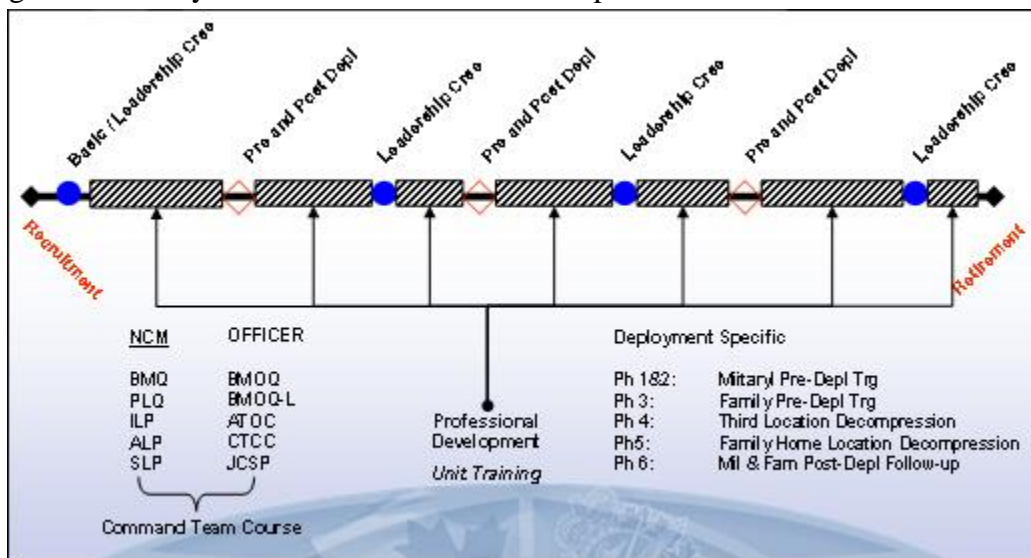 Basic / Leadership Crse
Pre and Post Depl
Leadership Crse
Pre and Post Depl
Leadership Crse
Pre and Post Depl
Leadership Crse
Recruitment
Retirement
NCM OFFICER
BMQ BMOQ
PLQ BMOQ-L
ILP ATOC
ALP CTCC
SLP JCSP
Command Team Course
Professional
Development
Unit Training
Deployment Specific
Ph 1&2: Militaryl Pre-Depl Trg
Ph 3: Family Pre-Depl Trg
Ph 4: Third Location Decompression
Ph5: Family Home Location Decompression
Ph 6: Mil & Fam Post-Depl Follow-up